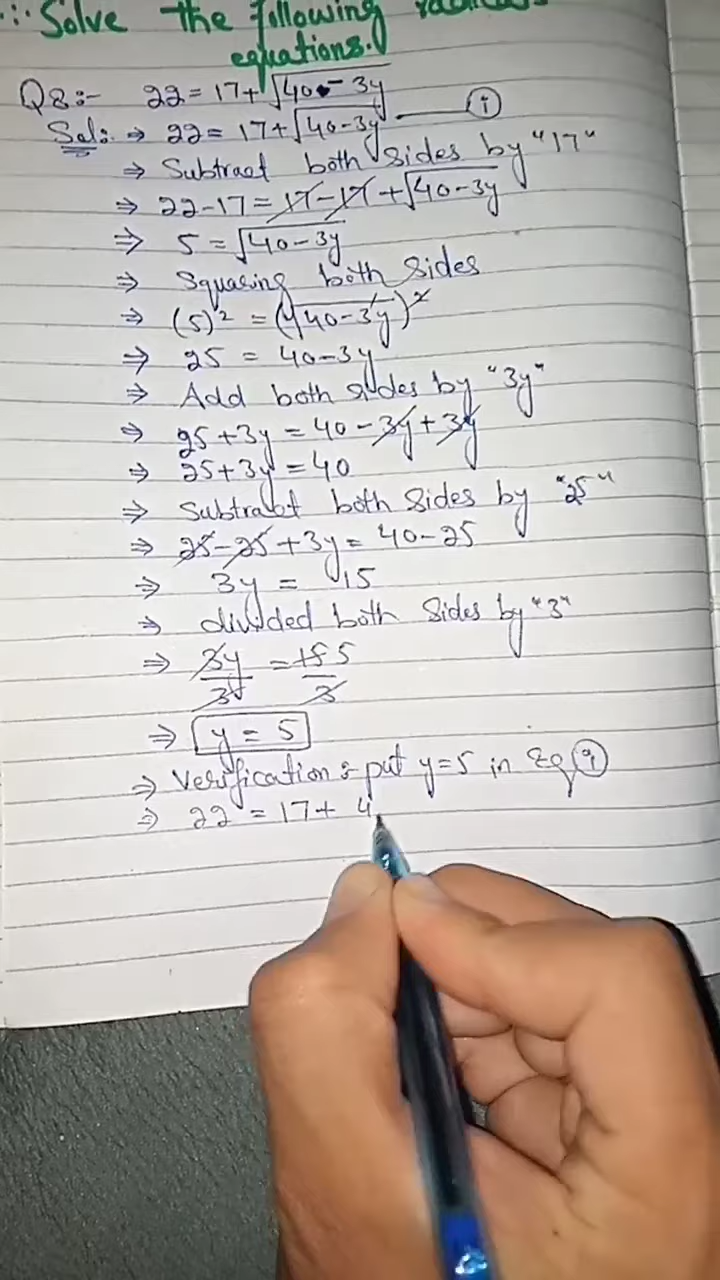 ∴ Solve the following radicals
equations.
Q8:- 22 = 17+√40 - 3y
Sol: ⇒ 22 = 17+√40-3y — (i)
⇒ Subtract both sides by "17"
⇒ 22-17 = 17-17 +√40-3y
⇒ 5 = √40-3y
⇒ Squaring both sides
⇒ (5)² = (√40-3y)²
⇒ 25 = 40-3y
⇒ Add both sides by "3y"
⇒ 25+3y = 40-3y+3y
⇒ 25+3y = 40
⇒ Subtract both sides by "25"
⇒ 25-25+3y = 40-25
⇒ 3y = 15
⇒ divided both sides by "3"
⇒ 3y/3 = 15 5/3
⇒ y = 5
⇒ Verification: put y=5 in Eq (i)
⇒ 22 = 17+ 4